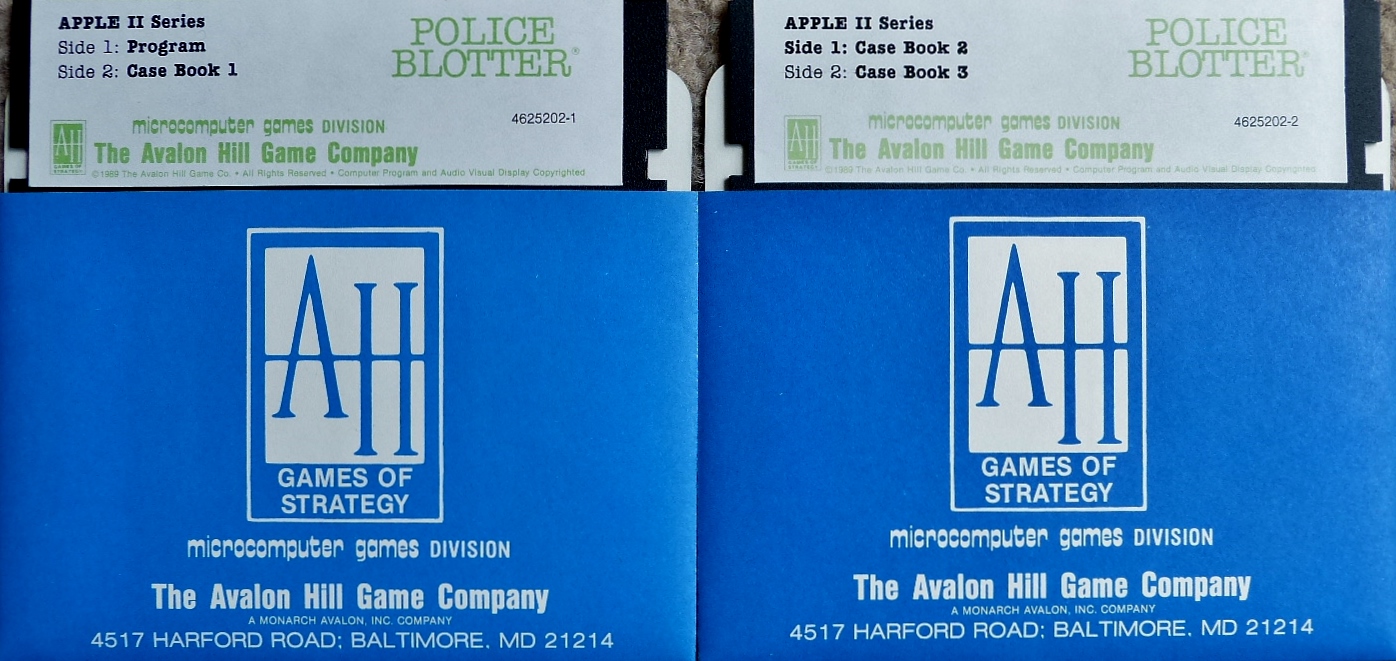 APPLE II Series
Side 1: Program
Side 2: Case Book 1
POLICE
BLOTTER®
4625202-1
microcomputer games DIVISION
AH
GAMES OF
STRATEGY
The Avalon Hill Game Company
©1989 The Avalon Hill Game Co. • All Rights Reserved • Computer Program and Audio Visual Display Copyrighted
AH
GAMES OF
STRATEGY
microcomputer games DIVISION
The Avalon Hill Game Company
A MONARCH AVALON, INC. COMPANY
4517 HARFORD ROAD; BALTIMORE, MD 21214
APPLE II Series
Side 1: Case Book 2
Side 2: Case Book 3
POLICE
BLOTTER®
4625202-2
microcomputer games DIVISION
AH
GAMES OF
STRATEGY
The Avalon Hill Game Company
©1989 The Avalon Hill Game Co. • All Rights Reserved • Computer Program and Audio Visual Display Copyrighted
AH
GAMES OF
STRATEGY
microcomputer games DIVISION
The Avalon Hill Game Company
A MONARCH AVALON, INC. COMPANY
4517 HARFORD ROAD; BALTIMORE, MD 21214